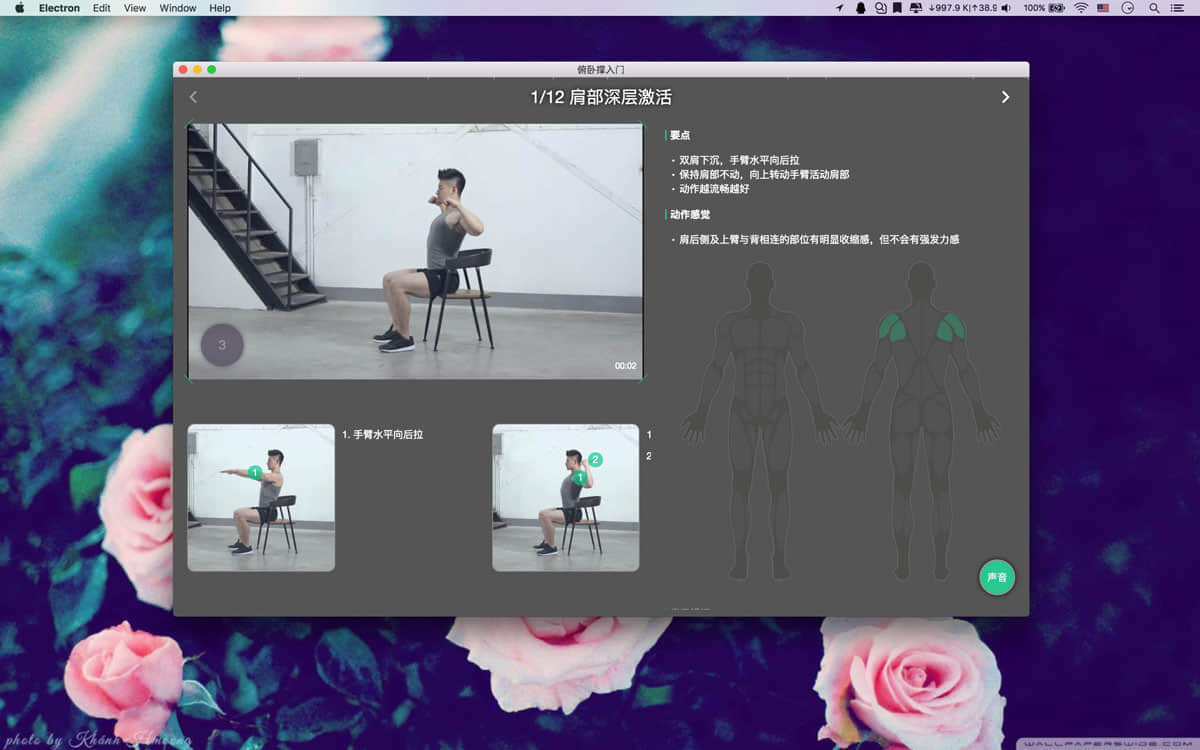 Electron Edit View Window Help
↓997.9 K|↑38.9 100%
俯卧撑入门
1/12 肩部深层激活
3
00:02
1. 手臂水平向后拉
1
1
2
1
2
要点
• 双肩下沉，手臂水平向后拉
• 保持肩部不动，向上转动手臂活动肩部
• 动作越流畅越好
动作感觉
• 肩后侧及上臂与背相连的部位有明显收缩感，但不会有强发力感
声音
photo by Khánh Hmoong
WALLPAPERSWIDE.COM